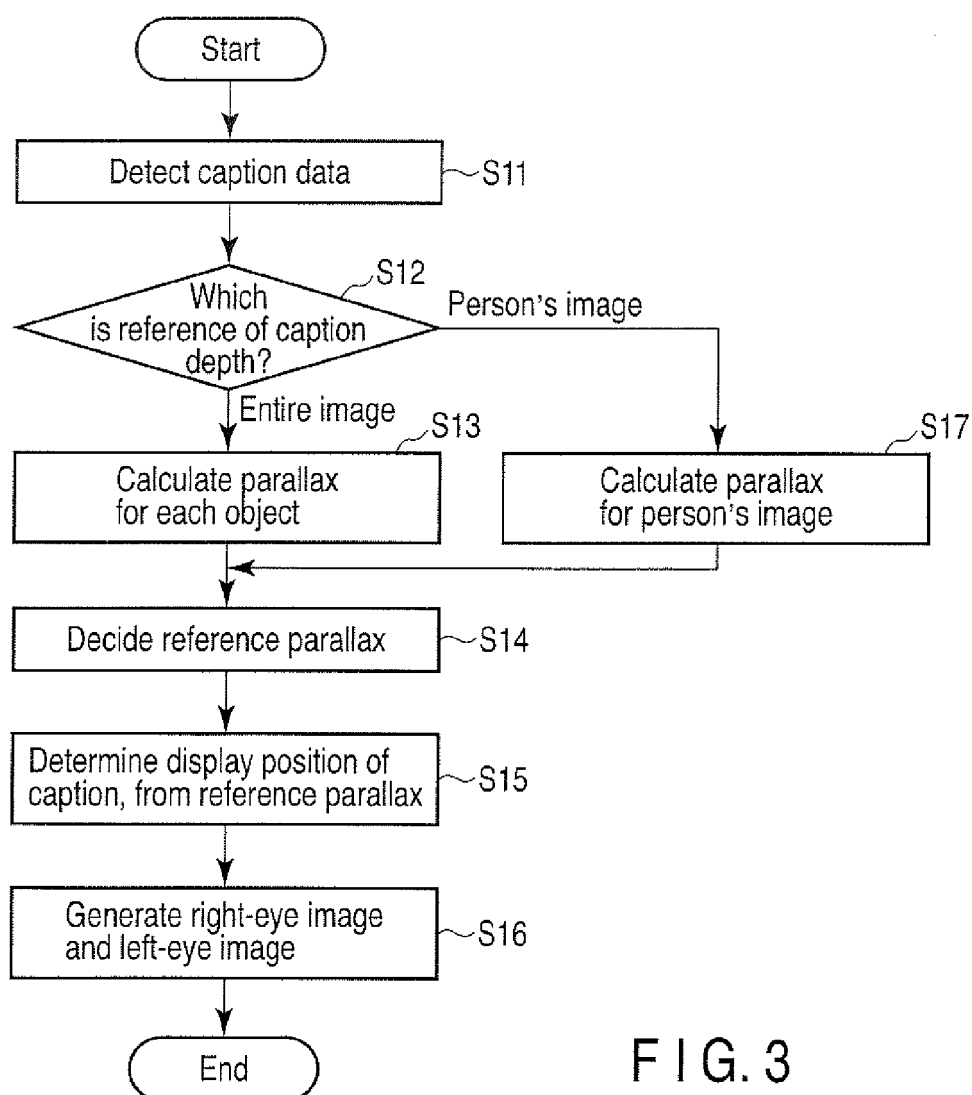 Start
Detect caption data
S11
S12
Which
is reference of caption
depth?
Person's image
Entire image
S13
Calculate parallax
for each object
S17
Calculate parallax
for person's image
Decide reference parallax
S14
Determine display position of
caption, from reference parallax
S15
Generate right-eye image
and left-eye image
S16
End
FIG. 3